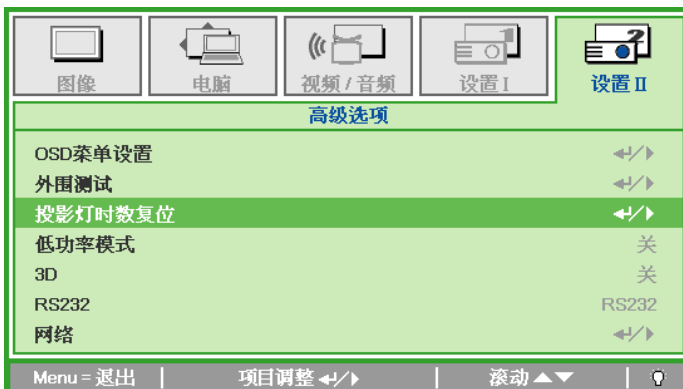 图像 电脑 视频 / 音频 设置 I 设置 II
高级选项
OSD菜单设置
外围测试
投影灯时数复位
低功率模式 关
3D 关
RS232 RS232
网络
Menu = 退出 项目调整 滚动